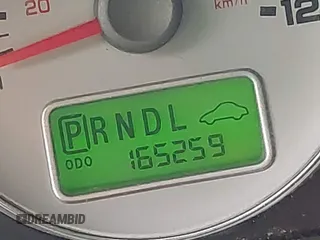 20
km/h
-12
PRNDL
ODO 165259
DREAMBID